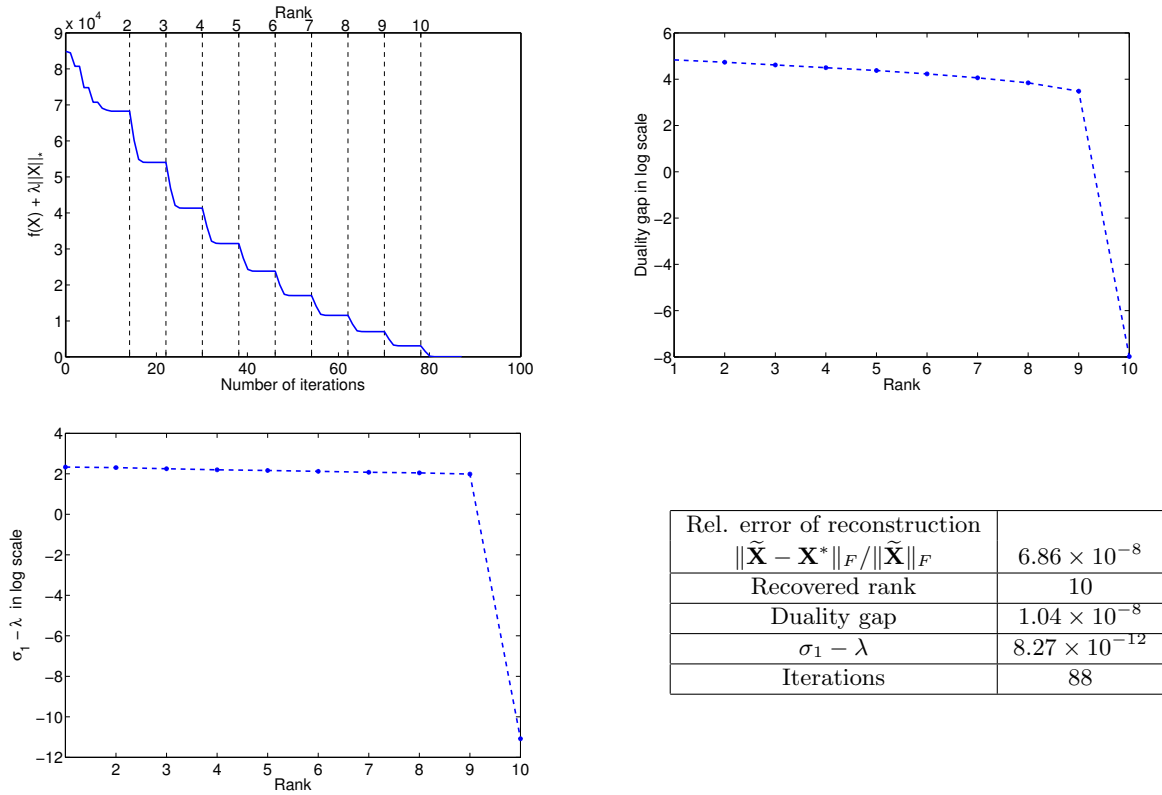 Rank
x 10^4 2 3 4 5 6 7 8 9 10
9
8
7
6
5
4
3
2
1
0
f(X) + λ||X||*
0 20 40 60 80 100
Number of iterations
6
4
2
0
−2
−4
−6
−8
Duality gap in log scale
1 2 3 4 5 6 7 8 9 10
Rank
4
2
0
−2
−4
−6
−8
−10
−12
σ₁ − λ in log scale
2 3 4 5 6 7 8 9 10
Rank
Rel. error of reconstruction
‖X̃ − X*‖_F/‖X̃‖_F 6.86 × 10⁻⁸
Recovered rank 10
Duality gap 1.04 × 10⁻⁸
σ₁ − λ 8.27 × 10⁻¹²
Iterations 88